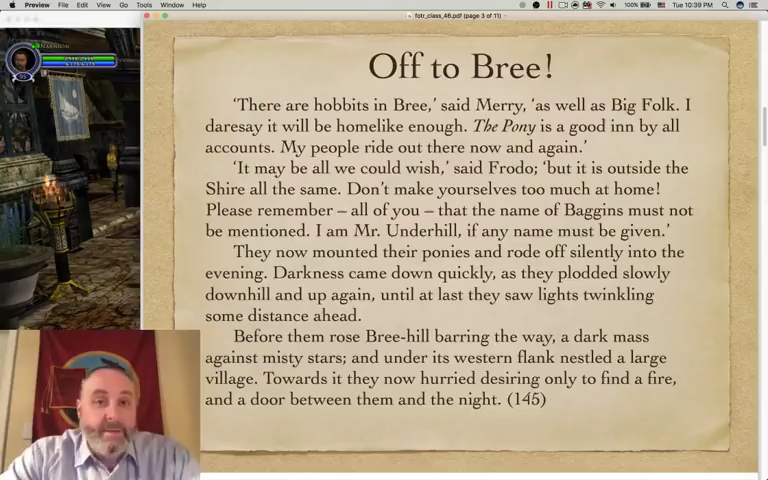 Preview File Edit View Go Tools Window Help
100% Tue 10:39 PM
fotr_class_46.pdf (page 3 of 11)
Off to Bree!
‘There are hobbits in Bree,’ said Merry, ‘as well as Big Folk. I
daresay it will be homelike enough. The Pony is a good inn by all
accounts. My people ride out there now and again.’
‘It may be all we could wish,’ said Frodo; ‘but it is outside the
Shire all the same. Don’t make yourselves too much at home!
Please remember – all of you – that the name of Baggins must not
be mentioned. I am Mr. Underhill, if any name must be given.’
They now mounted their ponies and rode off silently into the
evening. Darkness came down quickly, as they plodded slowly
downhill and up again, until at last they saw lights twinkling
some distance ahead.
Before them rose Bree-hill barring the way, a dark mass
against misty stars; and under its western flank nestled a large
village. Towards it they now hurried desiring only to find a fire,
and a door between them and the night. (145)